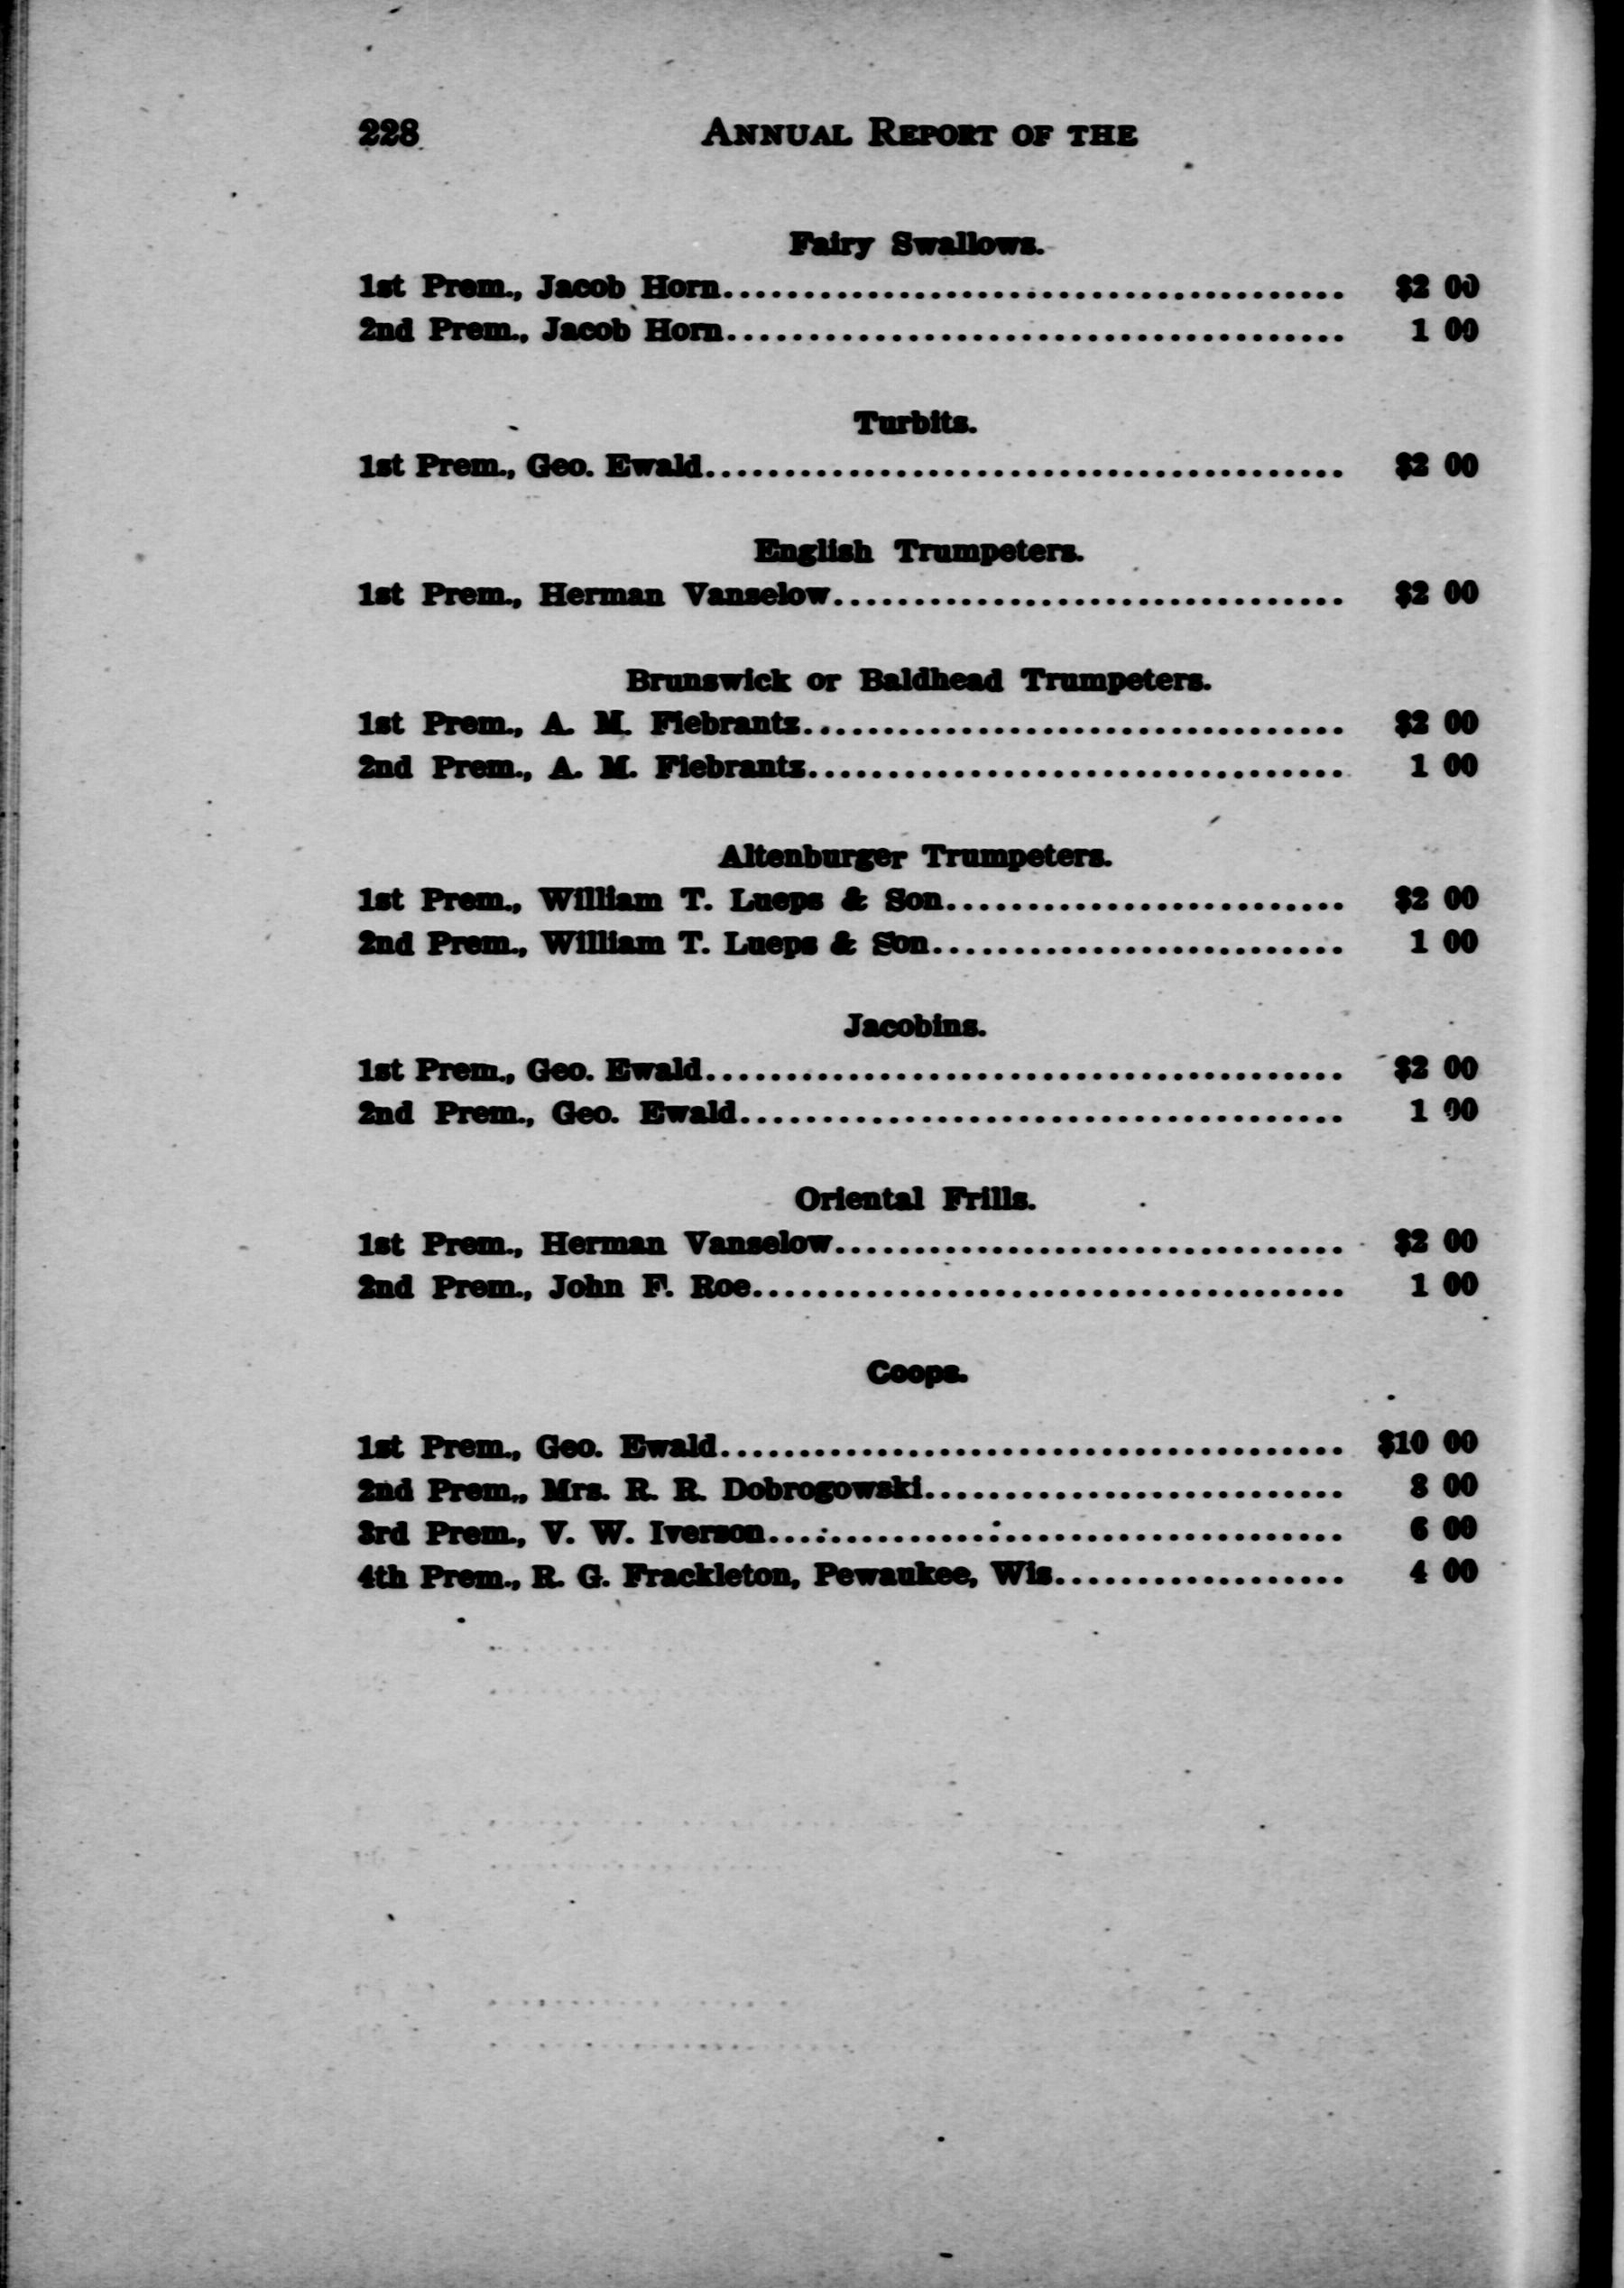 228 ANNUAL REPORT OF THE
Fairy Swallows.
1st Prem., Jacob Horn........................................ $2 00
2nd Prem., Jacob Horn........................................ 1 00
Turbits.
1st Prem., Geo. Ewald........................................ $2 00
English Trumpeters.
1st Prem., Herman Vanselow................................ $2 00
Brunswick or Baldhead Trumpeters.
1st Prem., A. M. Fiebrantz.................................. $2 00
2nd Prem., A. M. Fiebrantz.................................. 1 00
Altenburger Trumpeters.
1st Prem., William T. Lueps & Son......................... $2 00
2nd Prem., William T. Lueps & Son.......................... 1 00
Jacobins.
1st Prem., Geo. Ewald........................................ $2 00
2nd Prem., Geo. Ewald...................................... 1 00
Oriental Frills.
1st Prem., Herman Vanselow................................ $2 00
2nd Prem., John F. Roe..................................... 1 00
Coops.
1st Prem., Geo. Ewald....................................... $10 00
2nd Prem., Mrs. R. R. Dobrogowski.......................... 8 00
3rd Prem., V. W. Iverson.................................... 6 00
4th Prem., R. G. Frackleton, Pewaukee, Wis.................. 4 00